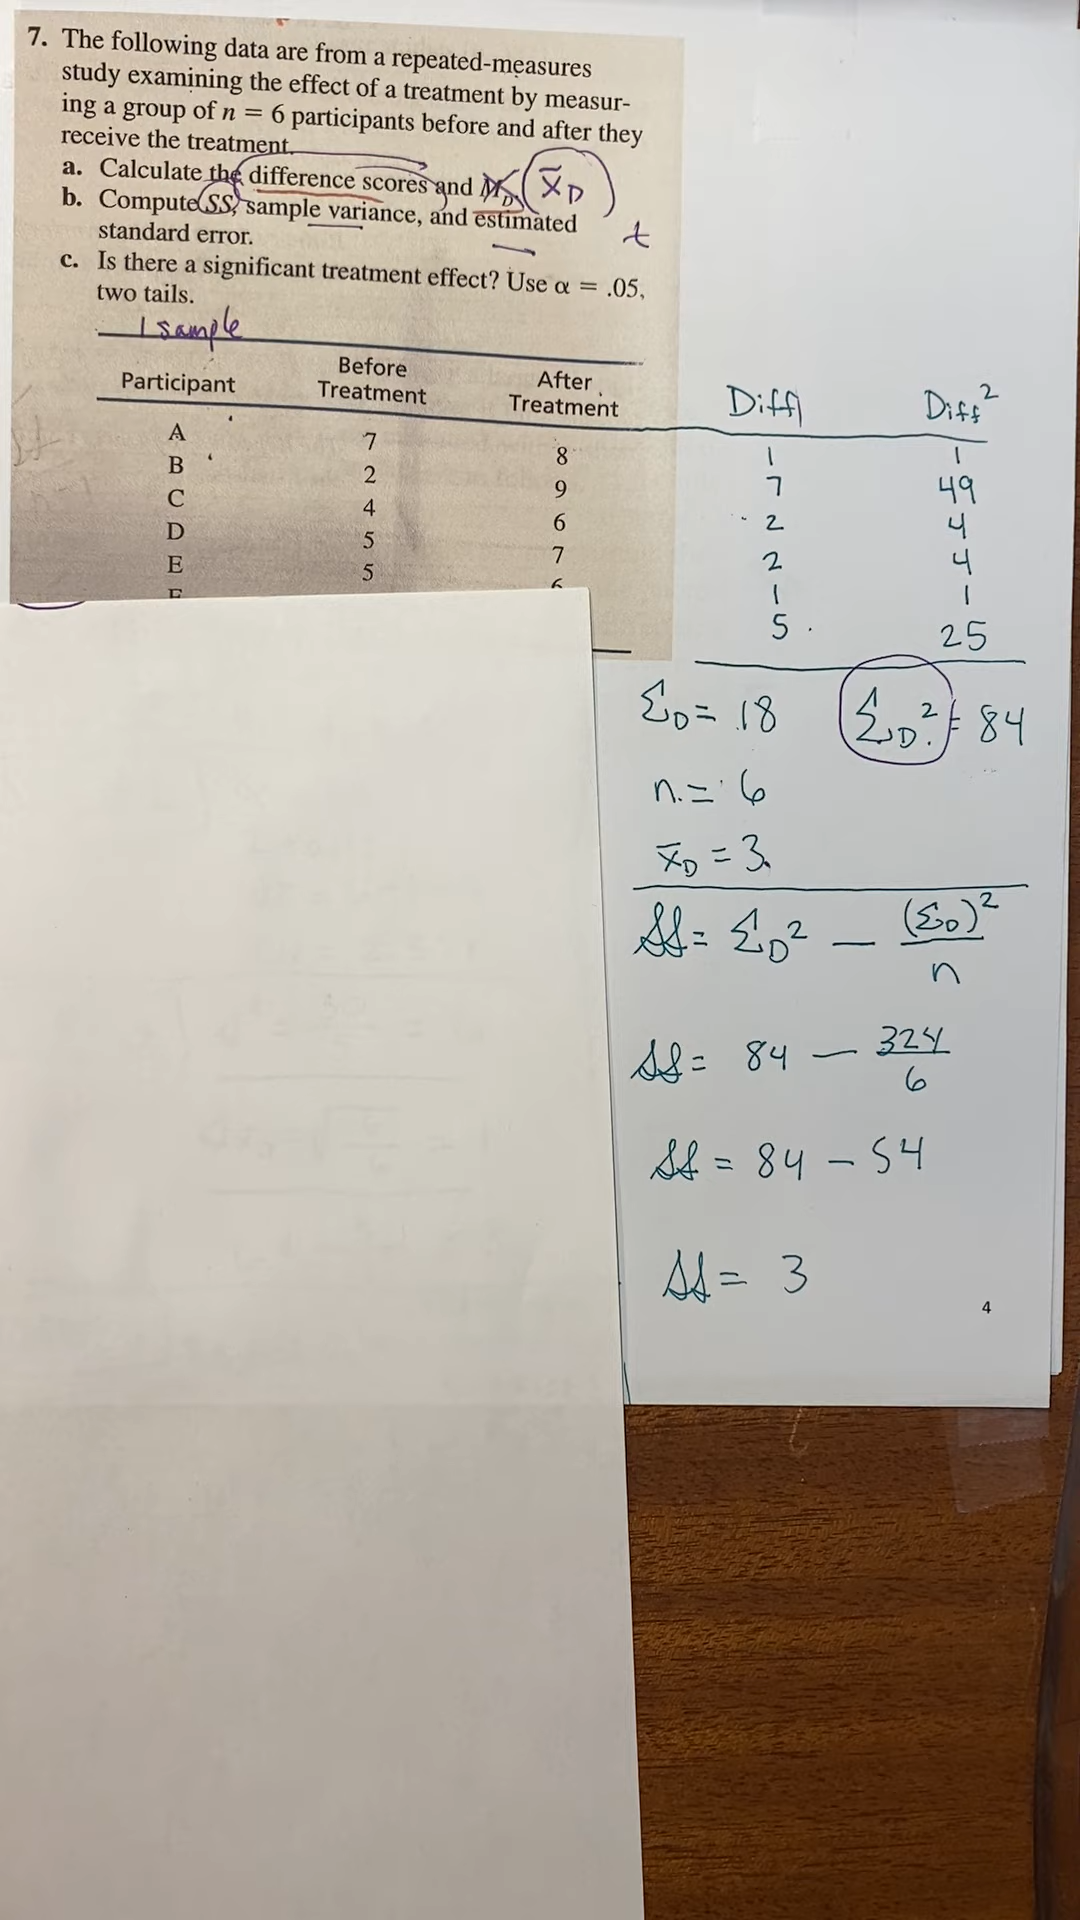 7. The following data are from a repeated-measures
study examining the effect of a treatment by measur-
ing a group of n = 6 participants before and after they
receive the treatment.
a. Calculate the difference scores and M_D (x̄_D)
b. Compute SS, sample variance, and estimated
standard error.
t
c. Is there a significant treatment effect? Use α = .05,
two tails.
1 sample
Participant Before Treatment After Treatment Diff Diff²
A 7 8 1 1
B 2 9 7 49
C 4 6 2 4
D 5 7 2 4
E 5 6 1 1
F 5 25
Σ_D = 18 Σ_D² = 84
n = 6
x̄_D = 3
SS = Σ_D² — (Σ_D)²/n
SS = 84 — 324/6
SS = 84 – 54
SS = 3
4